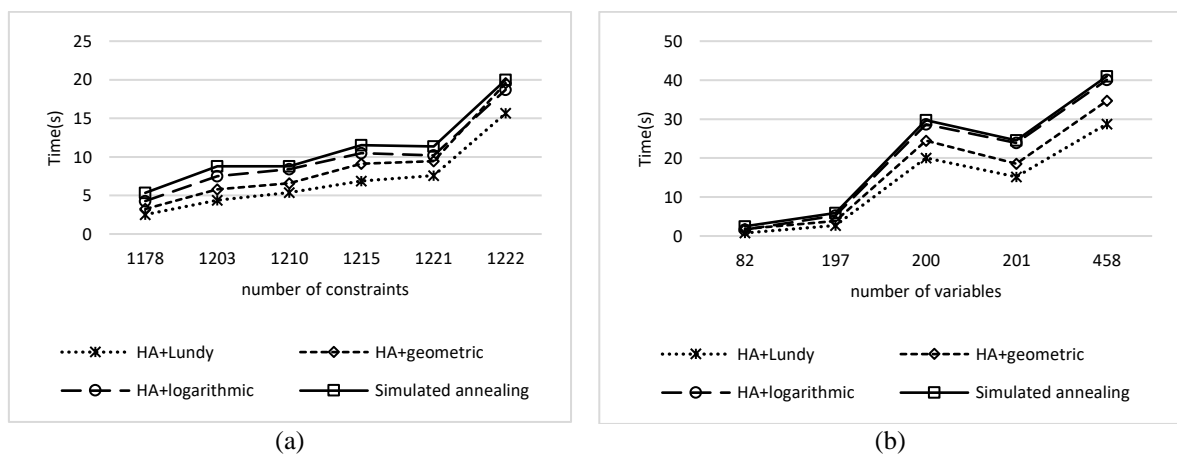 25
20
15
10
5
0
Time(s)
1178 1203 1210 1215 1221 1222
number of constraints
HA+Lundy HA+geometric
HA+logarithmic Simulated annealing
(a)
50
40
30
20
10
0
Time(s)
82 197 200 201 458
number of variables
HA+Lundy HA+geometric
HA+logarithmic Simulated annealing
(b)